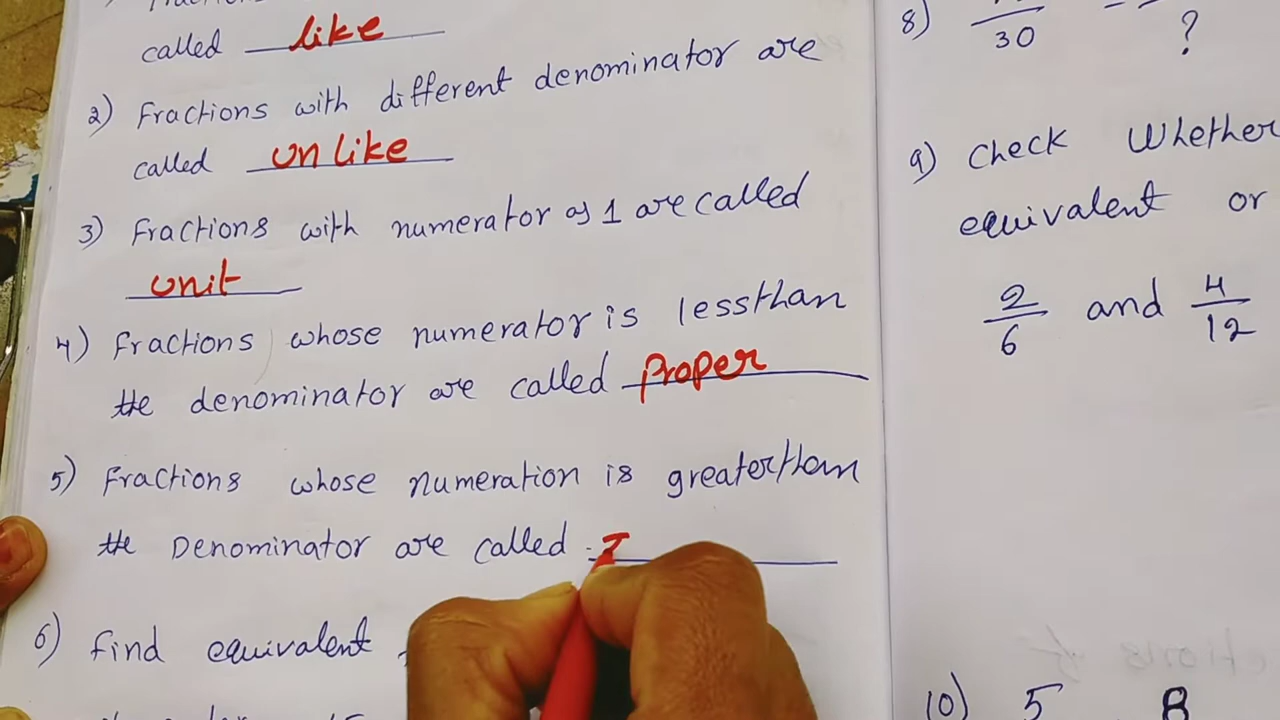 called like
2) Fractions with different denominator are
called Unlike
3) Fractions with numerator as 1 are called
unit
4) Fractions whose numerator is lessthan
the denominator are called Proper
5) Fractions whose numeration is greaterthan
the Denominator are called I
6) Find equivalent
8) 30 = ?
9) Check Whether
equivalent or
2/6 and 4/12
10) 5 8